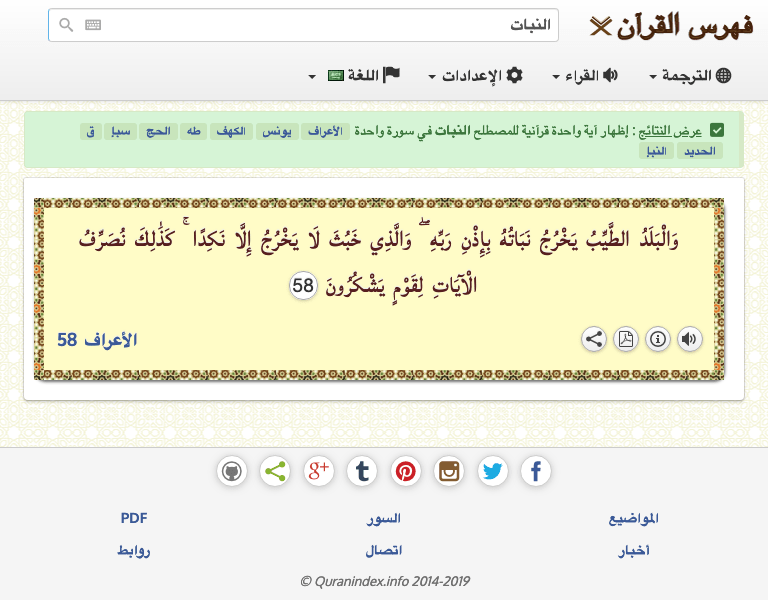 فهرس القرآن
النبات
الترجمة
القراء
الإعدادات
اللغة
عرض النتائج : إظهار آية واحدة قرآنية للمصطلح النبات في سورة واحدة الأعراف يونس الكهف طه الحج سبإ ق
الحديد النبإ
وَالْبَلَدُ الطَّيِّبُ يَخْرُجُ نَبَاتُهُ بِإِذْنِ رَبِّهِ ۖ وَالَّذِي خَبُثَ لَا يَخْرُجُ إِلَّا نَكِدًا ۚ كَذَٰلِكَ نُصَرِّفُ
الْآيَاتِ لِقَوْمٍ يَشْكُرُونَ 58
الأعراف 58
المواضيع
السور
PDF
أخبار
اتصال
روابط
© Quranindex.info 2014-2019